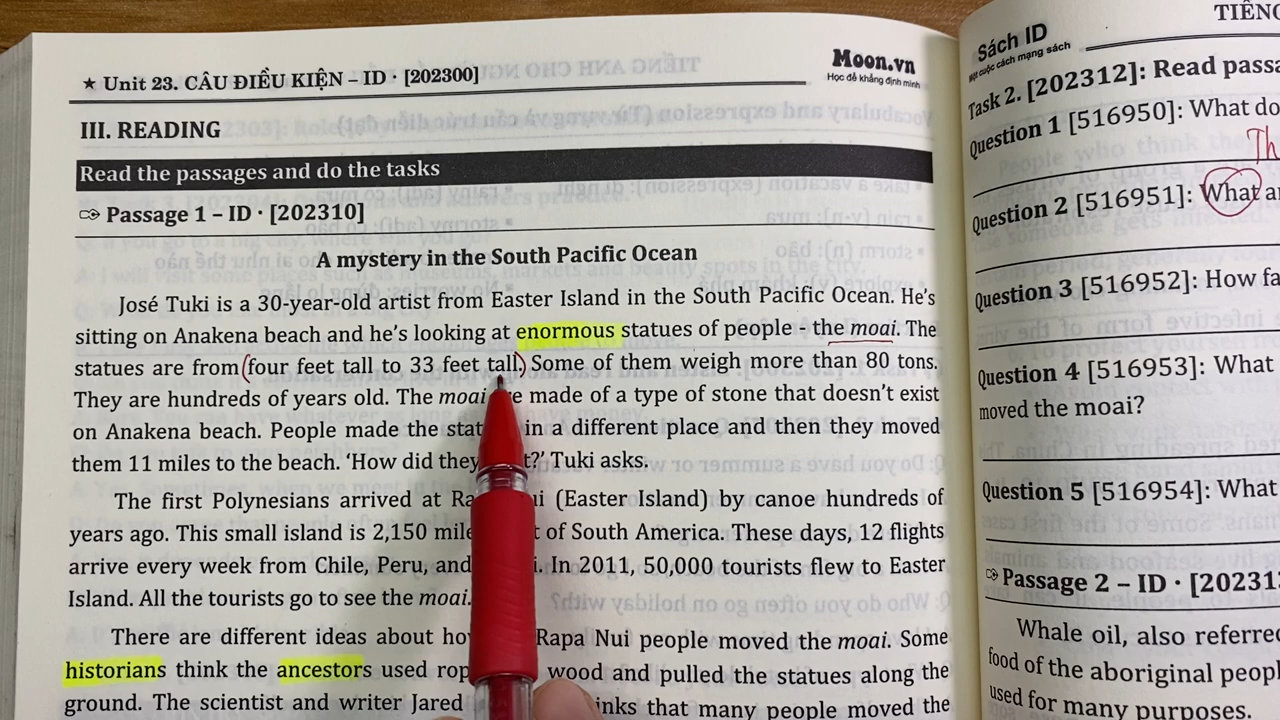 ★ Unit 23. CÂU ĐIỀU KIỆN – ID · [202300]
Moon.vn
Học để khẳng định mình
III. READING
Read the passages and do the tasks
Passage 1 – ID · [202310]
A mystery in the South Pacific Ocean
José Tuki is a 30-year-old artist from Easter Island in the South Pacific Ocean. He's
sitting on Anakena beach and he's looking at enormous statues of people - the moai. The
statues are from (four feet tall to 33 feet tall) Some of them weigh more than 80 tons.
They are hundreds of years old. The moai made of a type of stone that doesn't exist
on Anakena beach. People made the in a different place and then they moved
them 11 miles to the beach. 'How did they Tuki asks.
The first Polynesians arrived at (Easter Island) by canoe hundreds of
years ago. This small island is 2,150 of South America. These days, 12 flights
arrive every week from Chile, Peru, and In 2011, 50,000 tourists flew to Easter
Island. All the tourists go to see the moai.
There are different ideas about Rapa Nui people moved the moai. Some
historians think the ancestors used wood and pulled the statues along the
ground. The scientist and writer Jared that many people moved the
TIẾNG
Sách ID
Một cuộc cách mạng sách
Task 2. [202312]: Read
Question 1 [516950]: What do
Th
Question 2 [516951]: What
Question 3 [516952]: How
Question 4 [516953]: What
moved the moai?
Question 5 [516954]: What
Passage 2 – ID ·
Whale oil, also
food of the aboriginal
used for many purposes.